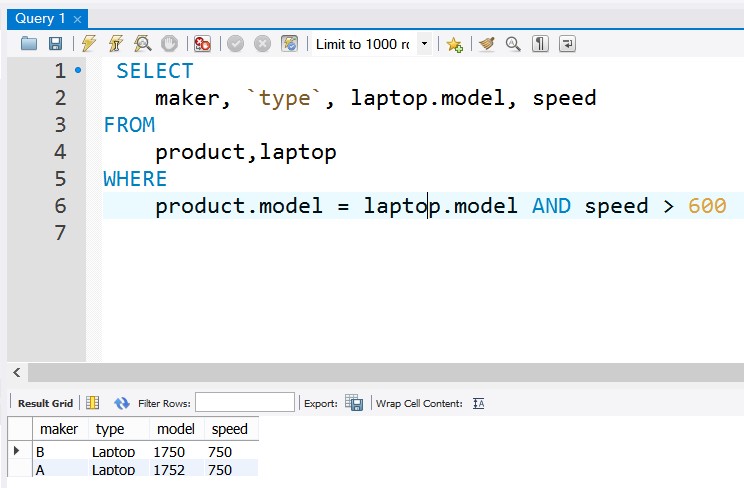 Query 1 ×
Limit to 1000 rc
1 SELECT
2 maker, `type`, laptop.model, speed
3 FROM
4 product,laptop
5 WHERE
6 product.model = laptop.model AND speed > 600
7
Result Grid Filter Rows: Export: Wrap Cell Content:
maker type model speed
B Laptop 1750 750
A Laptop 1752 750